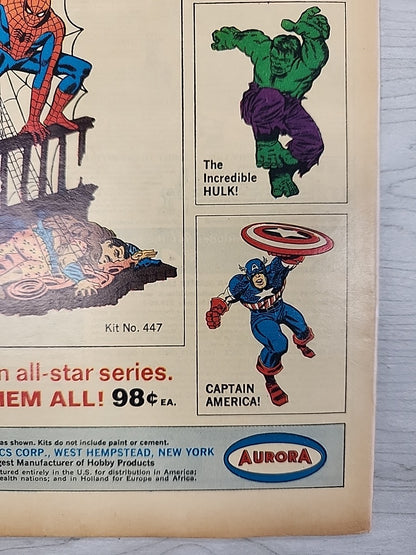 The
Incredible
HULK!
Kit No. 447
CAPTAIN
AMERICA!
n all-star series.
HEM ALL! 98¢ EA.
as shown. Kits do not include paint or cement.
CS CORP., WEST HEMPSTEAD, NEW YORK
gest Manufacturer of Hobby Products
ctured entirely in the U.S. for distribution in America;
ealth nations; and in Holland for Europe and Africa.
AURORA